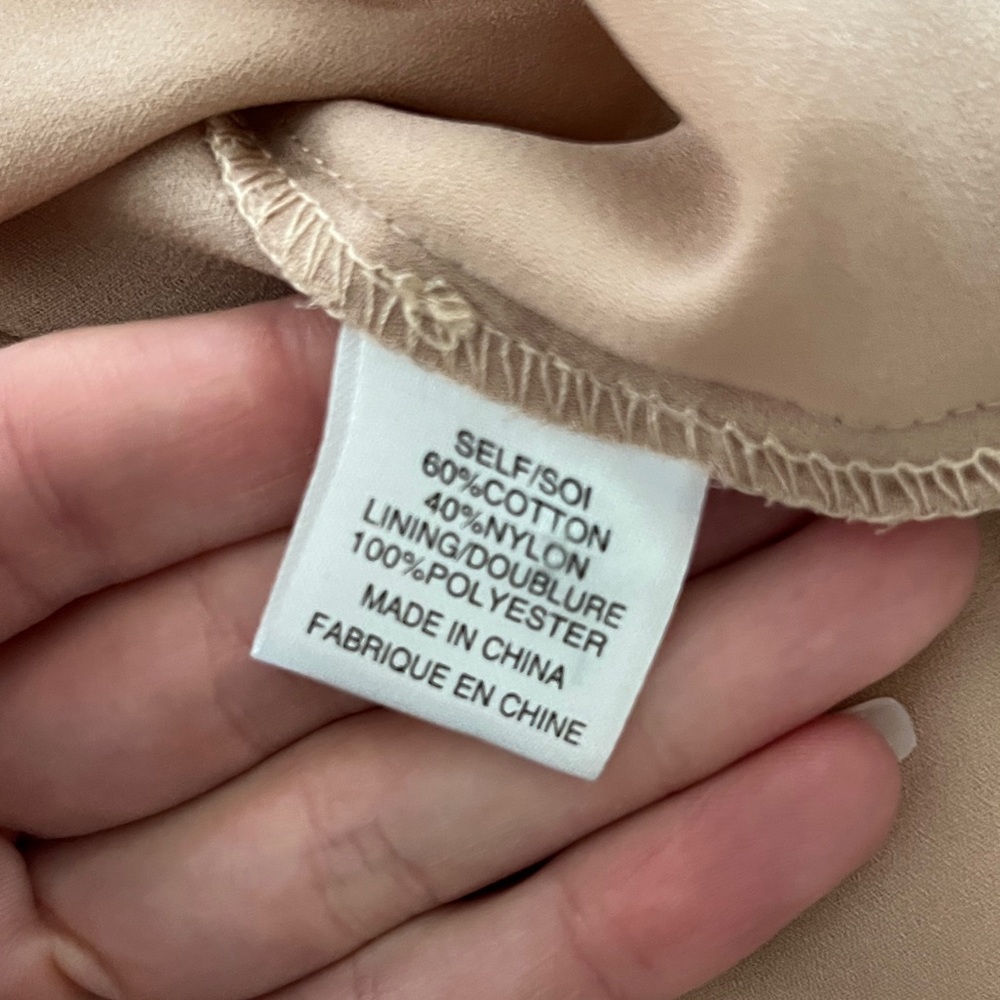 SELF/SOI
60%COTTON
40%NYLON
LINING/DOUBLURE
100%POLYESTER
MADE IN CHINA
FABRIQUE EN CHINE